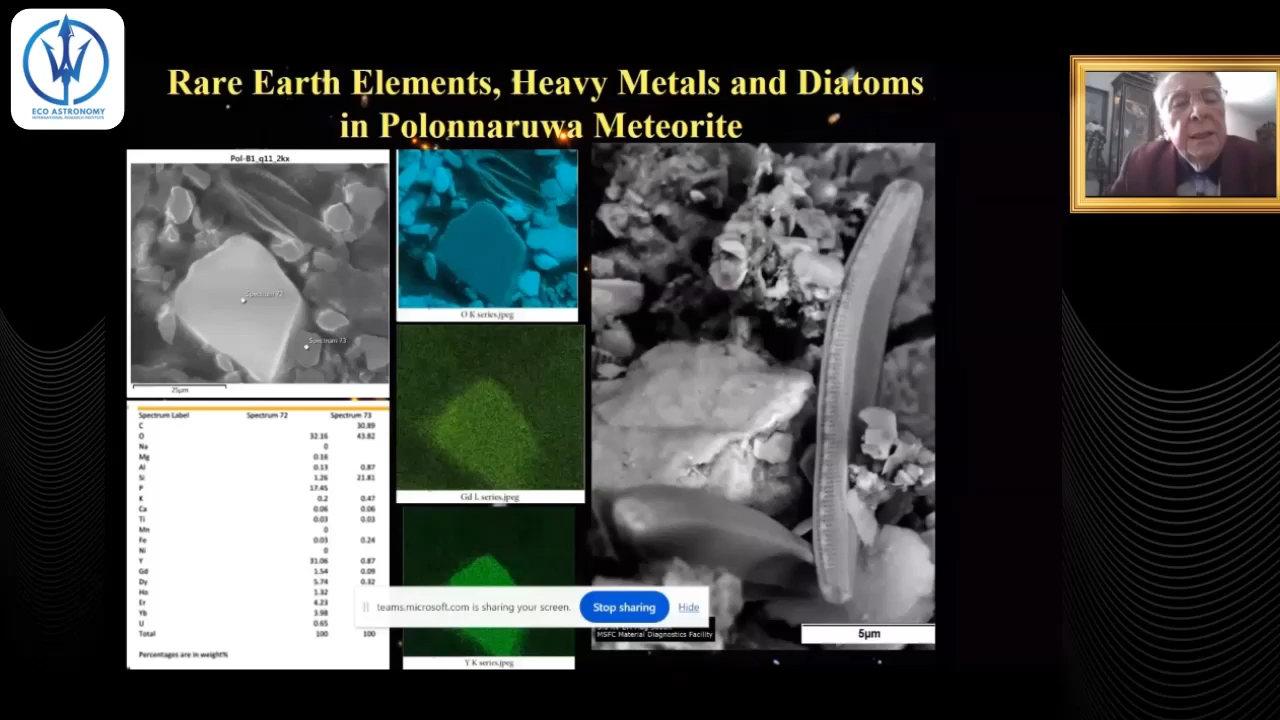 ECO ASTRONOMY
INTERNATIONAL RESEARCH INSTITUTE
Rare Earth Elements, Heavy Metals and Diatoms
in Polonnaruwa Meteorite
Pol-B1_q11_2kx
Spectrum 72
Spectrum 73
25µm
O K series.jpeg
Gd L series.jpeg
Y K series.jpeg
Spectrum Label Spectrum 72 Spectrum 73
C 30.89
O 32.16 43.82
Na 0
Mg 0.16
Al 0.13 0.87
Si 1.26 21.81
P 17.45
K 0.2 0.47
Ca 0.06 0.06
Ti 0.03 0.03
Mn 0
Fe 0.03 0.24
Ni 0
Y 31.06 0.87
Gd 1.54 0.09
Dy 5.74 0.32
Ho 1.32
Er 4.23
Yb 3.98
U 0.65
Total 100 100
Percentages are in weight%
teams.microsoft.com is sharing your screen.
Stop sharing
Hide
MSFC Material Diagnostics Facility
5µm